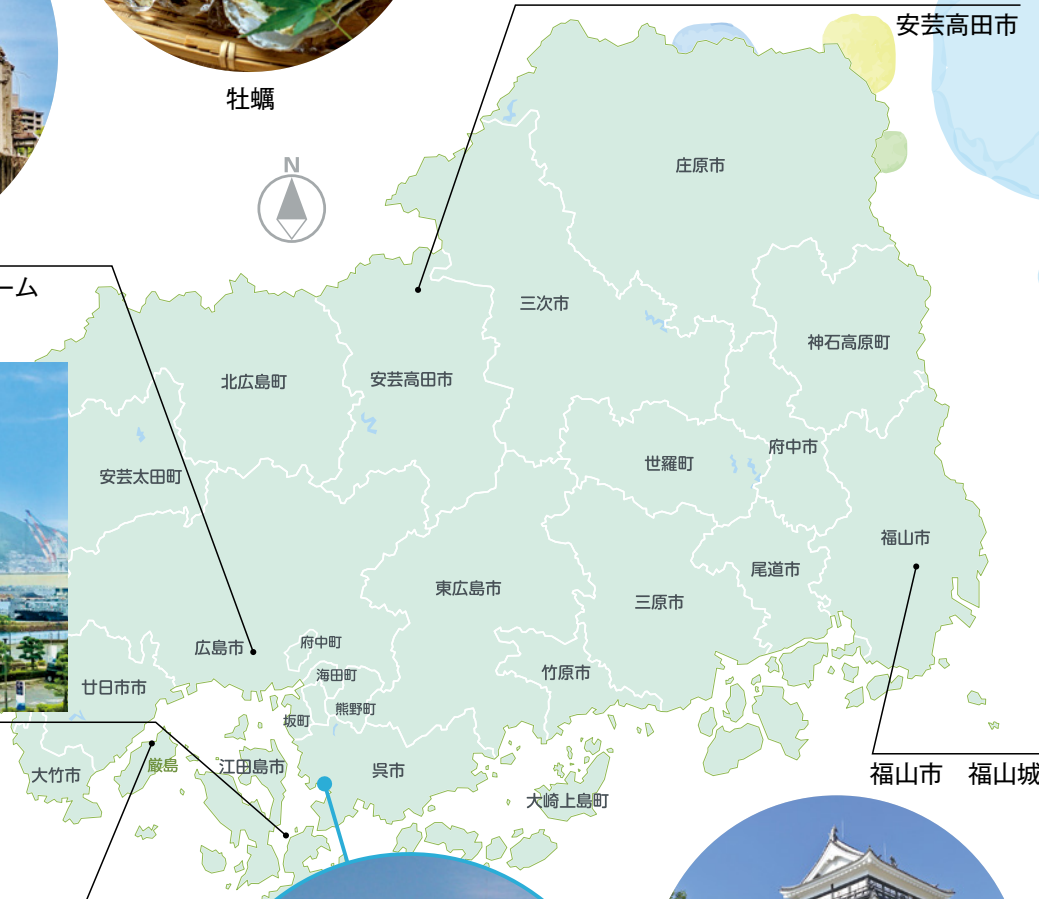 安芸高田市
牡蠣
N
庄原市
ーム
三次市
神石高原町
北広島町
安芸高田市
府中市
世羅町
安芸太田町
福山市
尾道市
東広島市
三原市
府中町
広島市
海田町
竹原市
廿日市市
熊野町
坂町
厳島
江田島市
呉市
大竹市
福山市　福山城
大崎上島町